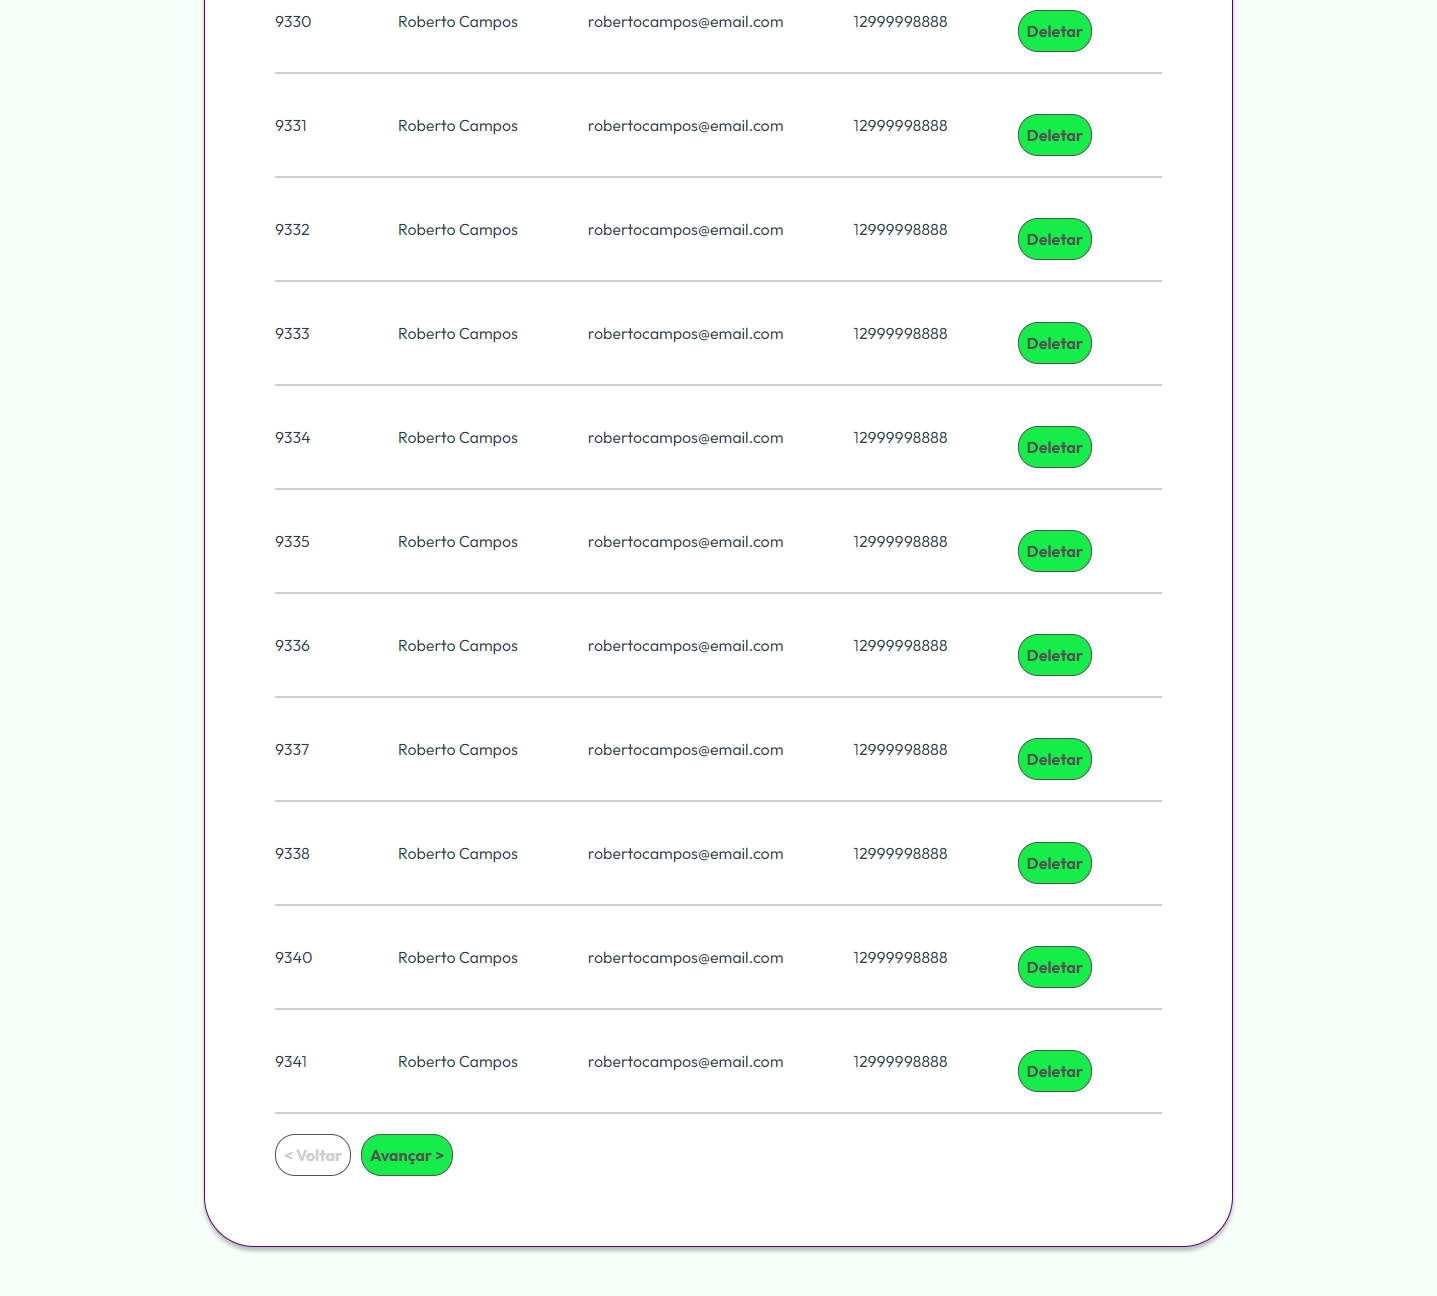 9330 Roberto Campos robertocampos@email.com 12999998888 Deletar
9331 Roberto Campos robertocampos@email.com 12999998888 Deletar
9332 Roberto Campos robertocampos@email.com 12999998888 Deletar
9333 Roberto Campos robertocampos@email.com 12999998888 Deletar
9334 Roberto Campos robertocampos@email.com 12999998888 Deletar
9335 Roberto Campos robertocampos@email.com 12999998888 Deletar
9336 Roberto Campos robertocampos@email.com 12999998888 Deletar
9337 Roberto Campos robertocampos@email.com 12999998888 Deletar
9338 Roberto Campos robertocampos@email.com 12999998888 Deletar
9340 Roberto Campos robertocampos@email.com 12999998888 Deletar
9341 Roberto Campos robertocampos@email.com 12999998888 Deletar
< Voltar Avançar >